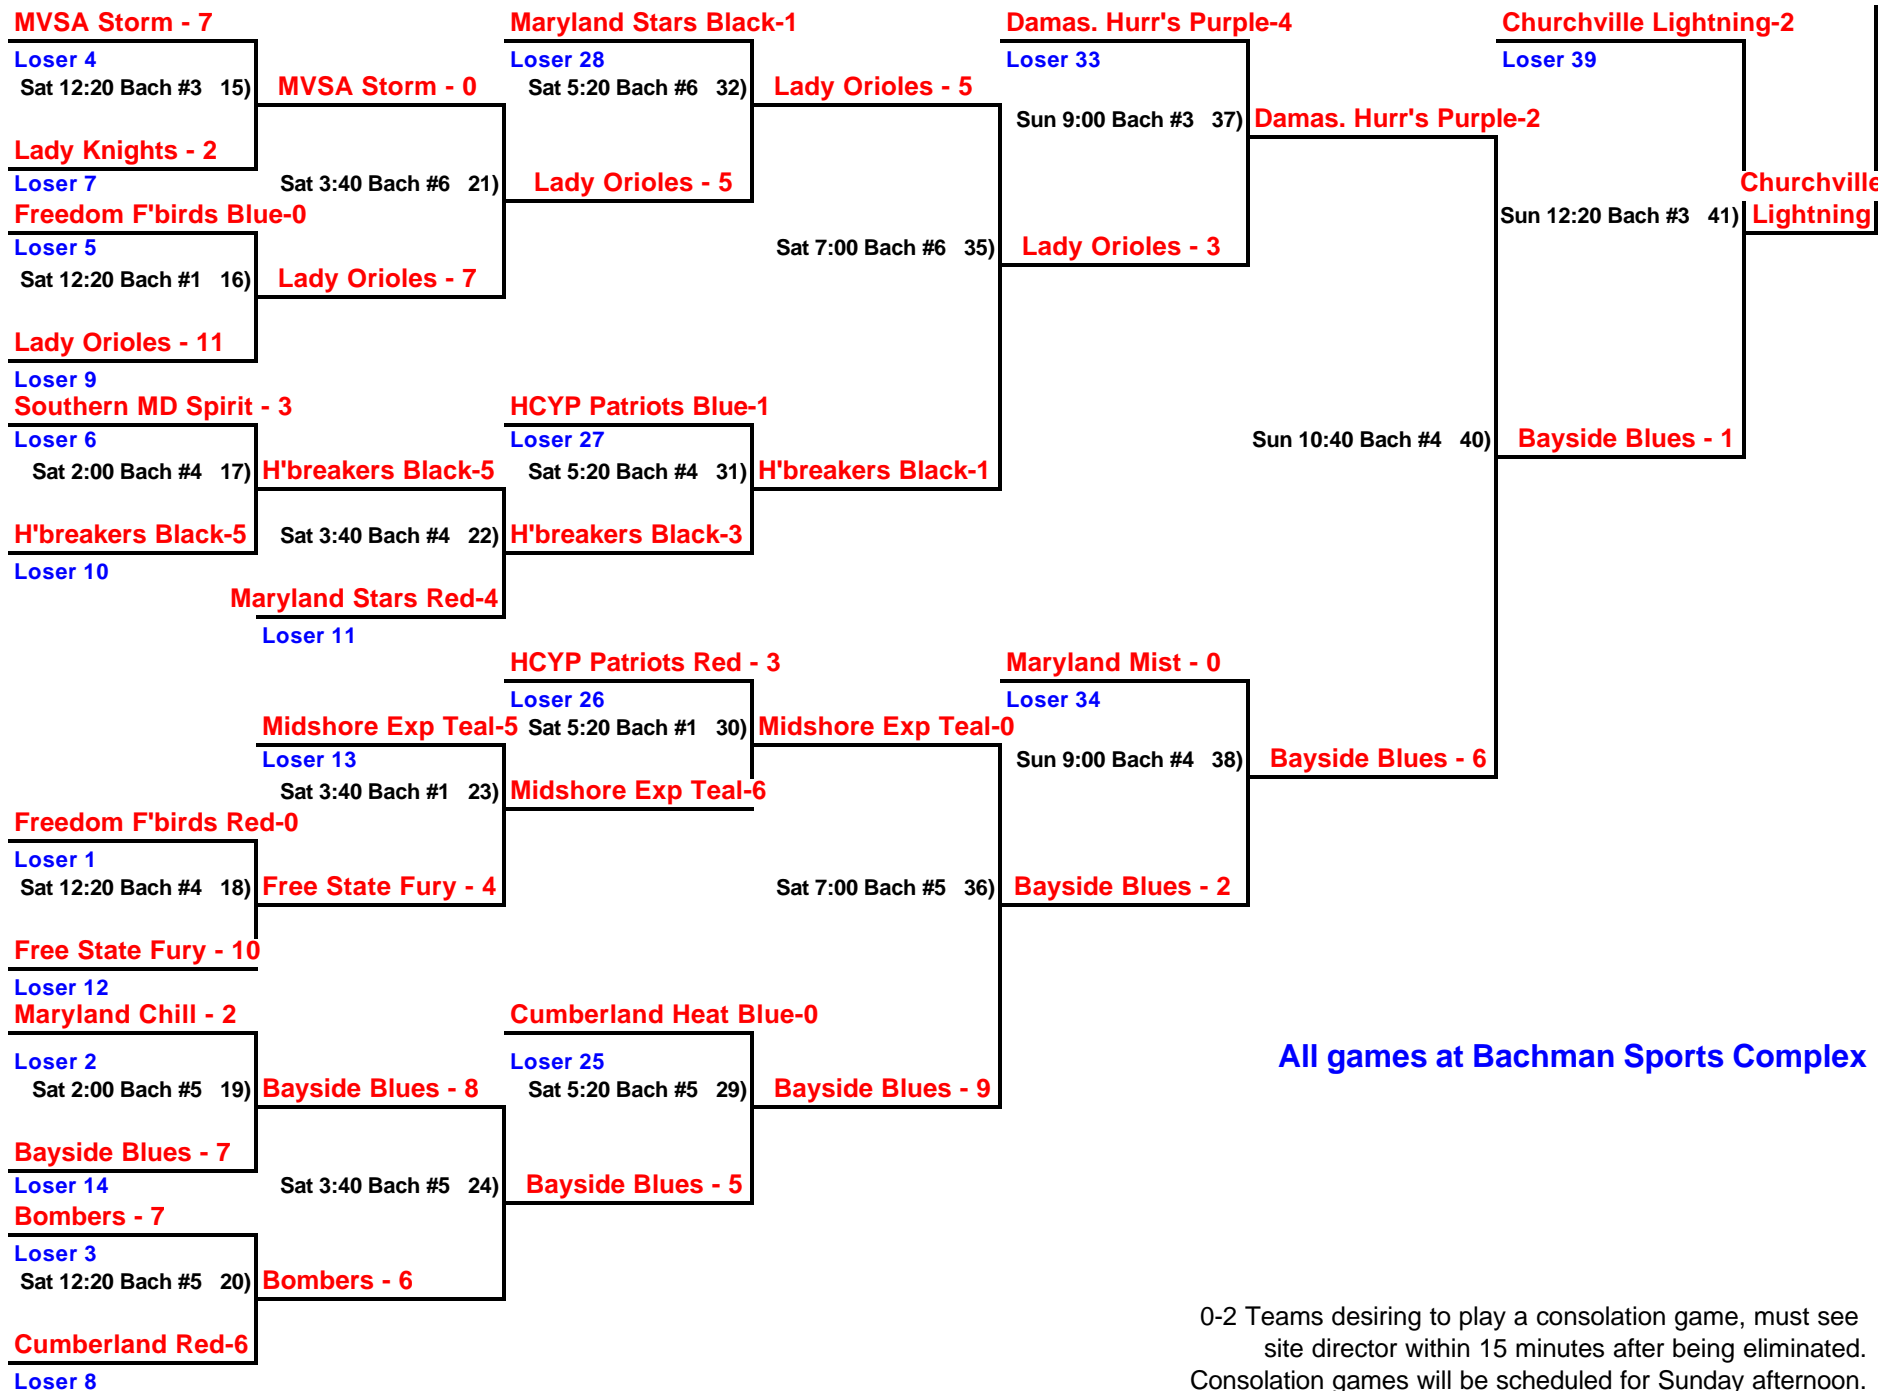 MVSA Storm - 7
Maryland Stars Black-1
Damas. Hurr's Purple-4
Churchville Lightning-2
Loser 4
Loser 28
Loser 33
Loser 39
Sat 12:20 Bach #3 15)
MVSA Storm - 0
Sat 5:20 Bach #6 32)
Lady Orioles - 5
Sun 9:00 Bach #3 37)
Damas. Hurr's Purple-2
Lady Knights - 2
Loser 7
Sat 3:40 Bach #6 21)
Lady Orioles - 5
Churchville
Freedom F'birds Blue-0
Sun 12:20 Bach #3 41)
Lightning
Loser 5
Sat 7:00 Bach #6 35)
Lady Orioles - 3
Sat 12:20 Bach #1 16)
Lady Orioles - 7
Lady Orioles - 11
Loser 9
Southern MD Spirit - 3
HCYP Patriots Blue-1
Loser 6
Loser 27
Sun 10:40 Bach #4 40)
Bayside Blues - 1
Sat 2:00 Bach #4 17)
H'breakers Black-5
Sat 5:20 Bach #4 31)
H'breakers Black-1
H'breakers Black-5
Sat 3:40 Bach #4 22)
H'breakers Black-3
Loser 10
Maryland Stars Red-4
Loser 11
HCYP Patriots Red - 3
Maryland Mist - 0
Loser 26
Loser 34
Midshore Exp Teal-5
Sat 5:20 Bach #1 30)
Midshore Exp Teal-0
Loser 13
Sun 9:00 Bach #4 38)
Bayside Blues - 6
Sat 3:40 Bach #1 23)
Midshore Exp Teal-6
Freedom F'birds Red-0
Loser 1
Sat 12:20 Bach #4 18)
Free State Fury - 4
Sat 7:00 Bach #5 36)
Bayside Blues - 2
Free State Fury - 10
Loser 12
Maryland Chill - 2
Cumberland Heat Blue-0
Loser 2
Loser 25
All games at Bachman Sports Complex
Sat 2:00 Bach #5 19)
Bayside Blues - 8
Sat 5:20 Bach #5 29)
Bayside Blues - 9
Bayside Blues - 7
Loser 14
Sat 3:40 Bach #5 24)
Bayside Blues - 5
Bombers - 7
Loser 3
Sat 12:20 Bach #5 20)
Bombers - 6
Cumberland Red-6
Loser 8
0-2 Teams desiring to play a consolation game, must see
site director within 15 minutes after being eliminated.
Consolation games will be scheduled for Sunday afternoon.